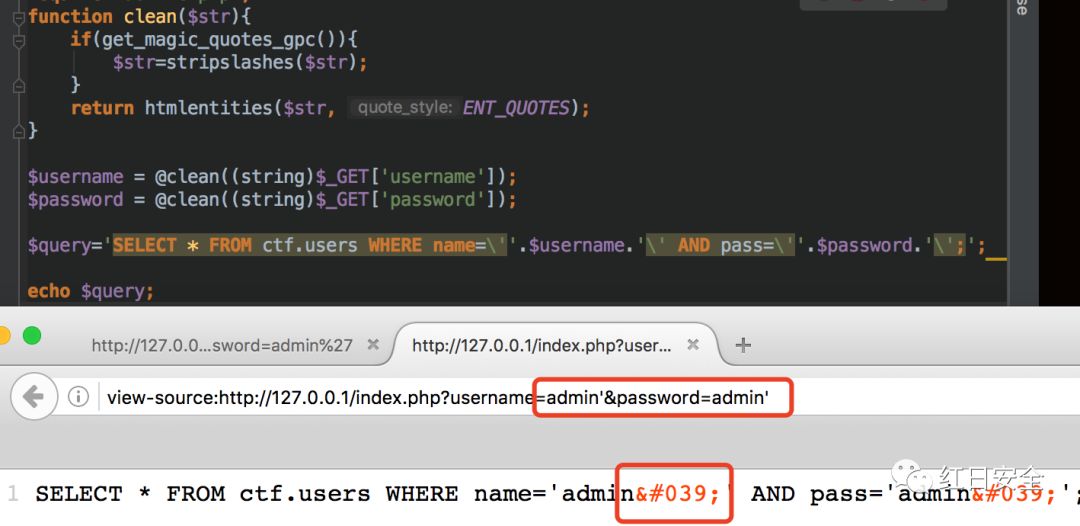 function clean($str){
if(get_magic_quotes_gpc()){
$str=stripslashes($str);
}
return htmlentities($str, quote_style: ENT_QUOTES);
}
$username = @clean((string)$_GET['username']);
$password = @clean((string)$_GET['password']);
$query='SELECT * FROM ctf.users WHERE name=\''.$username.'\' AND pass=\''.$password.'\';';
echo $query;
http://127.0.0...sword=admin%27 × http://127.0.0.1/index.php?user... × +
view-source:http://127.0.0.1/index.php?username=admin'&password=admin'
红日安全
1 SELECT * FROM ctf.users WHERE name='admin&#039;' AND pass='admin&#039;';